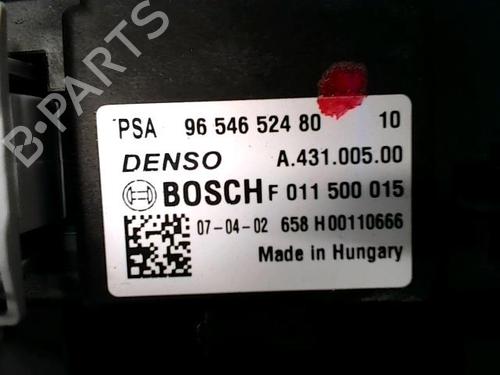 PSA 96 546 524 80 10
DENSO A.431.005.00
BOSCH F 011 500 015
07-04-02 658 H00110666
Made in Hungary
B-PARTS